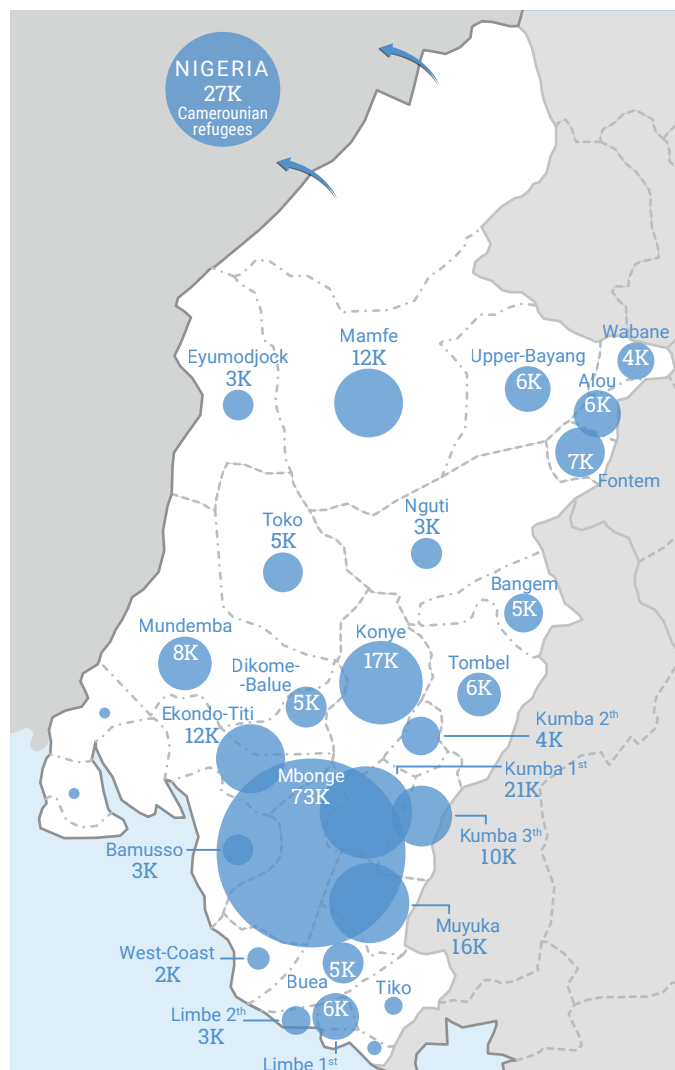 NIGERIA
27K
Camerounian
refugees
Wabane
4K
Mamfe
12K
Eyumodjock
3K
Upper-Bayang
6K
Alou
6K
7K
Fontem
Nguti
3K
Toko
5K
Bangem
5K
Mundemba
8K
Konye
17K
Dikome-
-Balue
5K
Tombel
6K
Ekondo-Titi
12K
Kumba 2th
4K
Kumba 1st
21K
Mbonge
73K
Kumba 3th
10K
Bamusso
3K
Muyuka
16K
West-Coast
2K
Buea
5K
Tiko
Limbe 2th
3K
6K
Limbe 1st